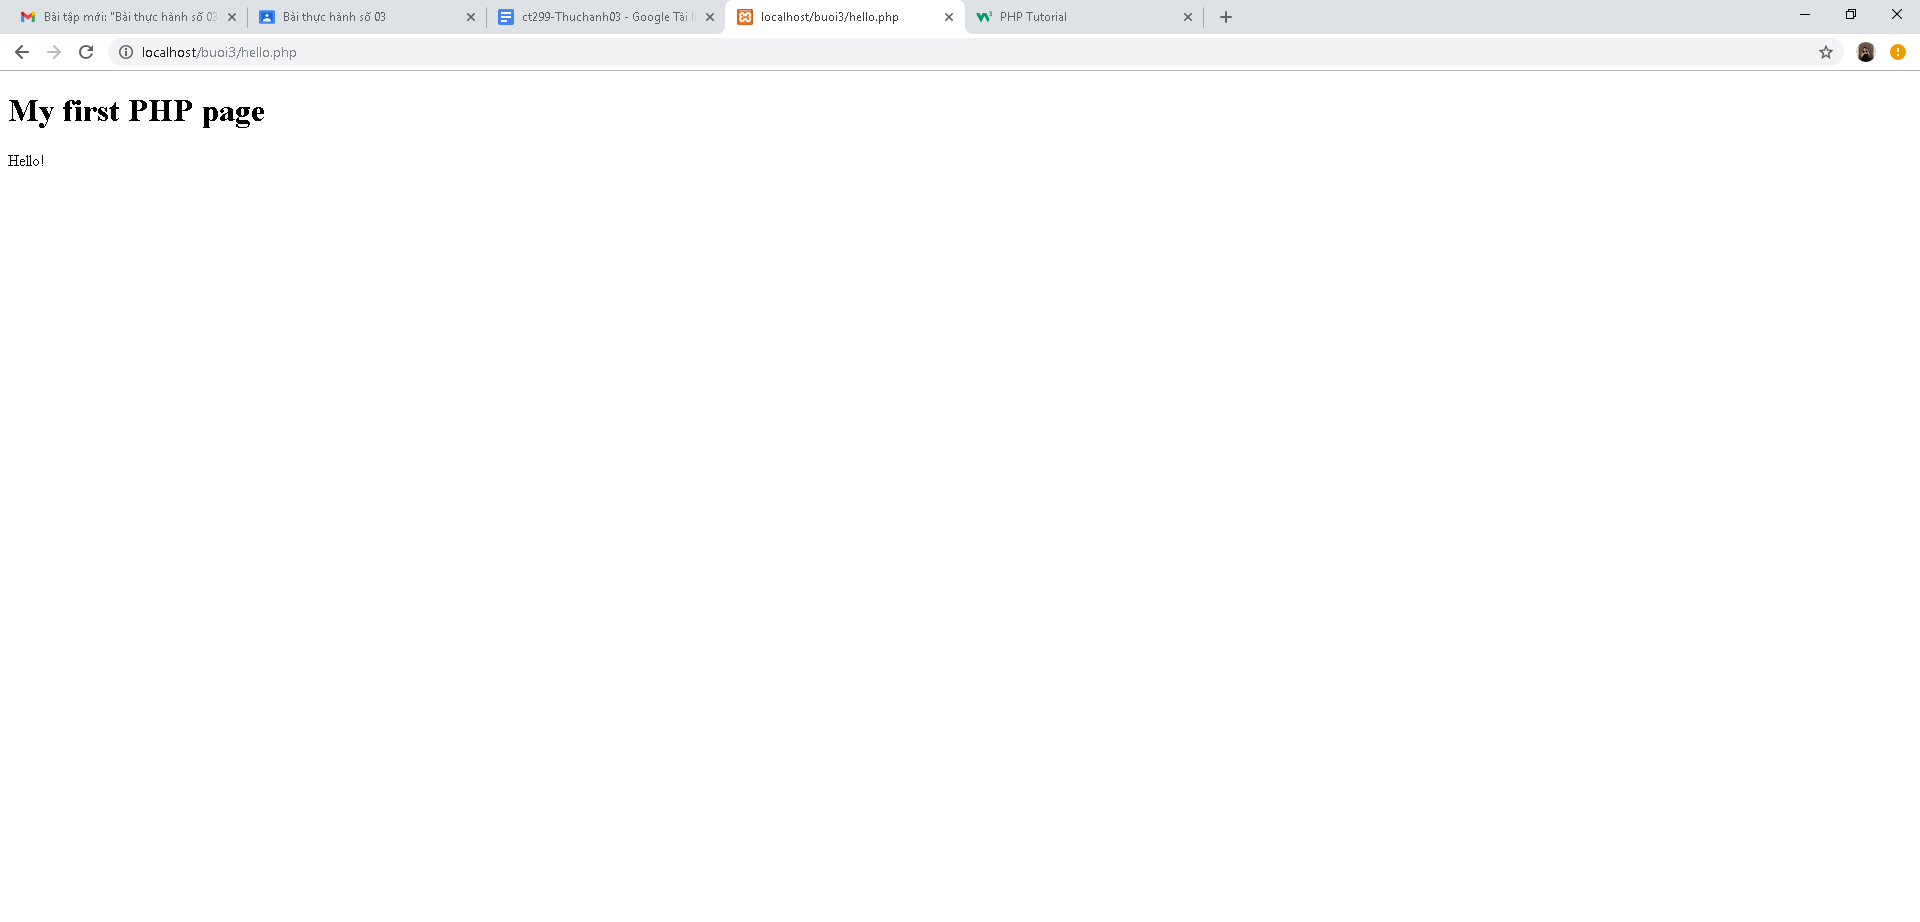 Bài tập mới: "Bài thực hành số 03
Bài thực hành số 03
ct299-Thuchanh03 - Google Tài li
localhost/buoi3/hello.php
PHP Tutorial
localhost/buoi3/hello.php
My first PHP page
Hello!